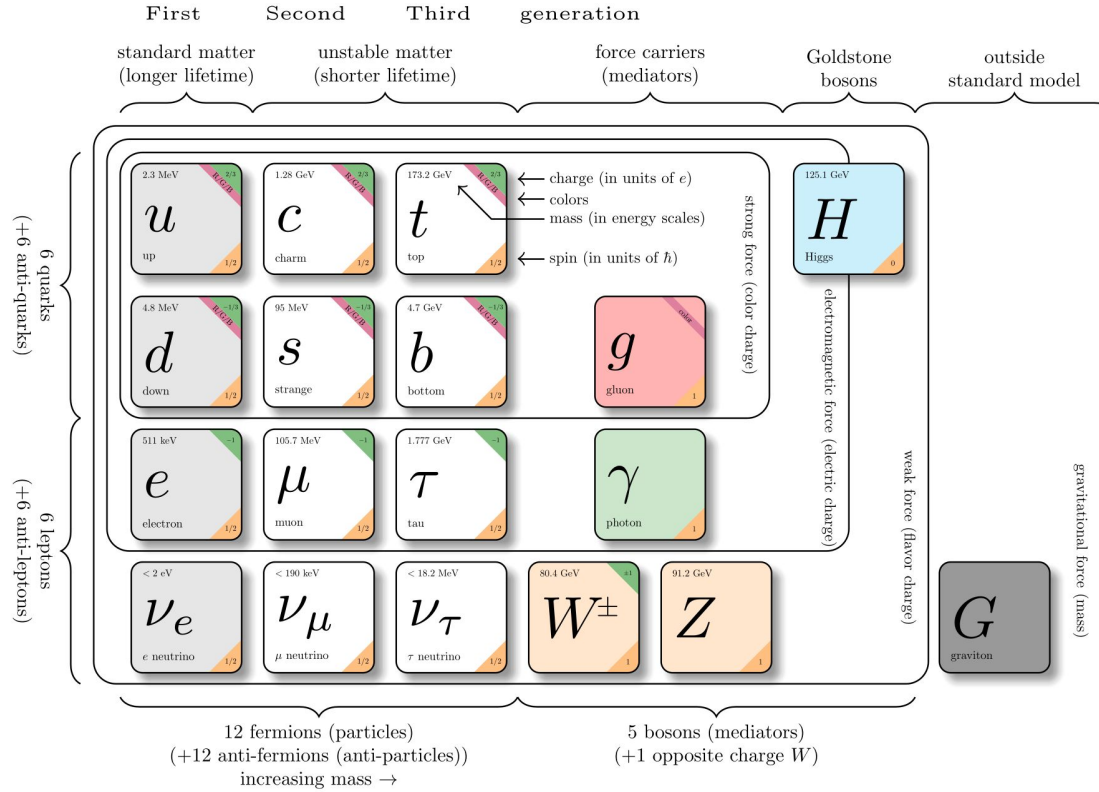 First Second Third generation
standard matter
(longer lifetime)
unstable matter
(shorter lifetime)
force carriers
(mediators)
Goldstone
bosons
outside
standard model
6 quarks
(+6 anti-quarks)
6 leptons
(+6 anti-leptons)
2.3 MeV
2/3
R/G/B
u
up
1/2
1.28 GeV
2/3
R/G/B
c
charm
1/2
173.2 GeV
2/3
R/G/B
t
top
1/2
charge (in units of e)
colors
mass (in energy scales)
spin (in units of ħ)
strong force (color charge)
125.1 GeV
H
Higgs
0
4.8 MeV
−1/3
R/G/B
d
down
1/2
95 MeV
−1/3
R/G/B
s
strange
1/2
4.7 GeV
−1/3
R/G/B
b
bottom
1/2
color
g
gluon
1
electromagnetic force (electric charge)
511 keV
−1
e
electron
1/2
105.7 MeV
−1
μ
muon
1/2
1.777 GeV
−1
τ
tau
1/2
γ
photon
1
weak force (flavor charge)
gravitational force (mass)
< 2 eV
νe
e neutrino
1/2
< 190 keV
νμ
μ neutrino
1/2
< 18.2 MeV
ντ
τ neutrino
1/2
80.4 GeV
±1
W±
1
91.2 GeV
Z
1
G
graviton
12 fermions (particles)
(+12 anti-fermions (anti-particles))
increasing mass →
5 bosons (mediators)
(+1 opposite charge W)